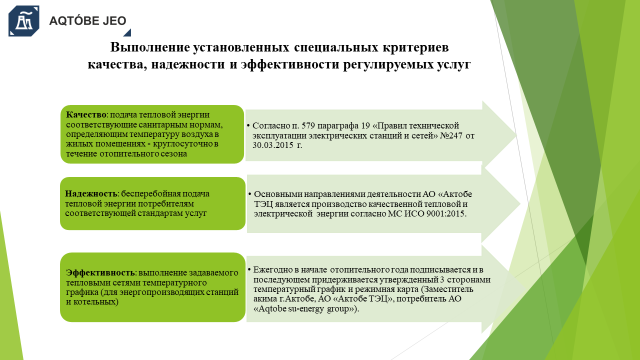 AQTÓBE JEO
Выполнение установленных специальных критериев
качества, надежности и эффективности регулируемых услуг
Качество: подача тепловой энергии
соответствующие санитарным нормам,
определяющим температуру воздуха в
жилых помещениях - круглосуточно в
течение отопительного сезона
• Согласно п. 579 параграфа 19 «Правил технической
эксплуатации электрических станций и сетей» №247 от
30.03.2015 г.
Надежность: бесперебойная подача
тепловой энергии потребителям
соответствующей стандартам услуг
• Основными направлениями деятельности АО «Актобе
ТЭЦ является производство качественной тепловой и
электрической энергии согласно МС ИСО 9001:2015.
Эффективность: выполнение задаваемого
тепловыми сетями температурного
графика (для энергопроизводящих станций
и котельных)
• Ежегодно в начале отопительного года подписывается и в
последующем придерживается утвержденный 3 сторонами
температурный график и режимная карта (Заместитель
акима г.Актобе, АО «Актобе ТЭЦ», потребитель АО
«Aqtobe su-energy group»).